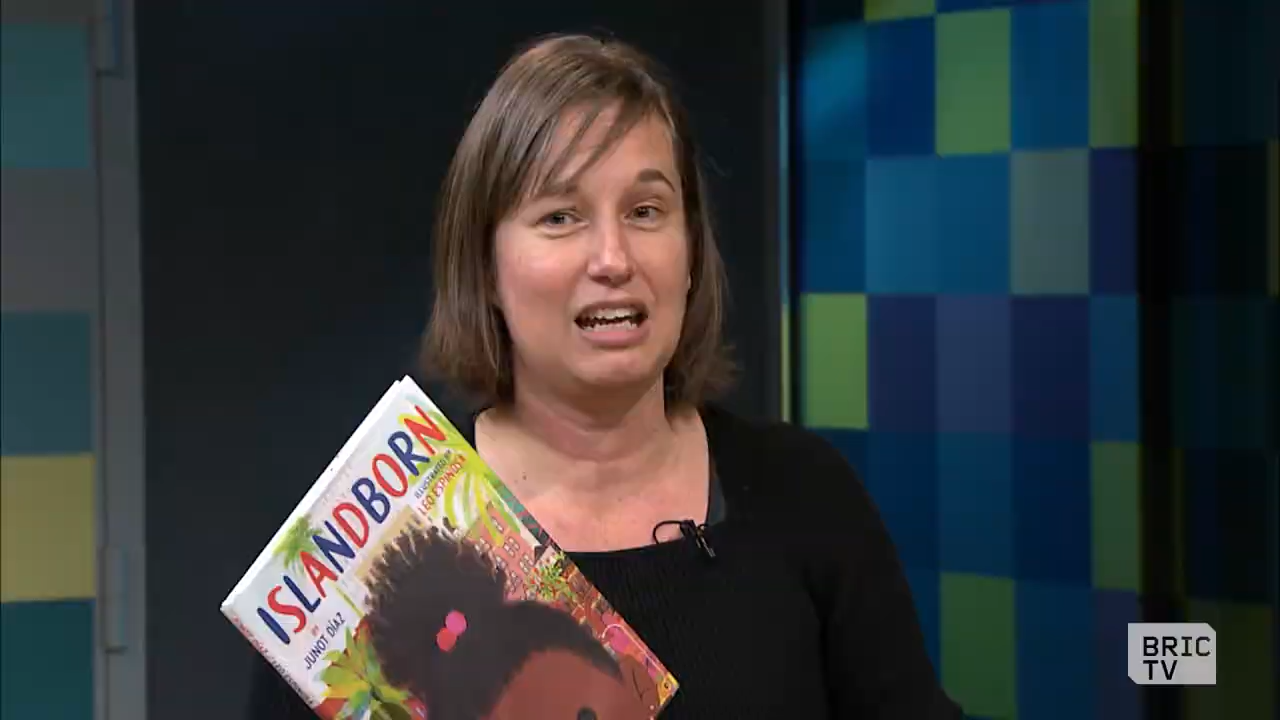 ISLANDBORN
ILLUSTRATED BY
LEO ESPINOSA
BY
JUNOT DÍAZ
BRIC
TV